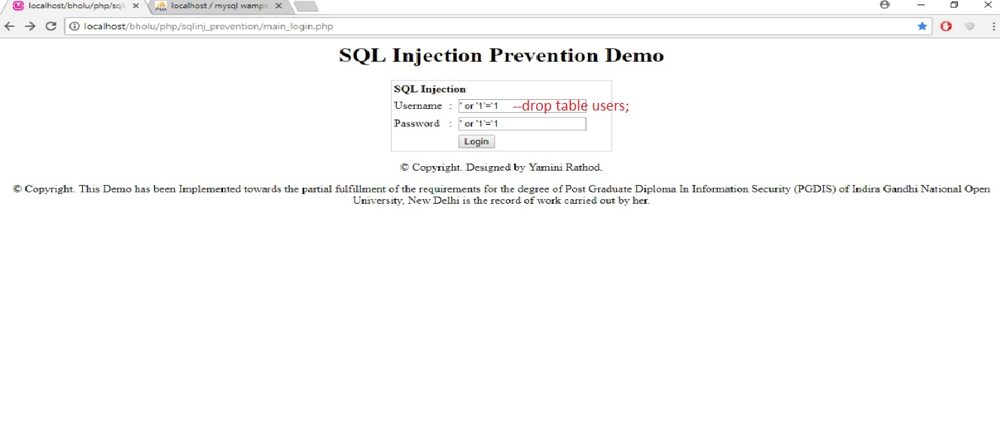 localhost/bholu/php/sqli
localhost / mysql wamps
localhost/bholu/php/sqlinj_prevention/main_login.php
SQL Injection Prevention Demo
SQL Injection
Username : ' or '1'='1 --drop table users;
Password : ' or '1'='1
Login
© Copyright. Designed by Yamini Rathod.
© Copyright. This Demo has been Implemented towards the partial fulfillment of the requirements for the degree of Post Graduate Diploma In Information Security (PGDIS) of Indira Gandhi National Open
University, New Delhi is the record of work carried out by her.